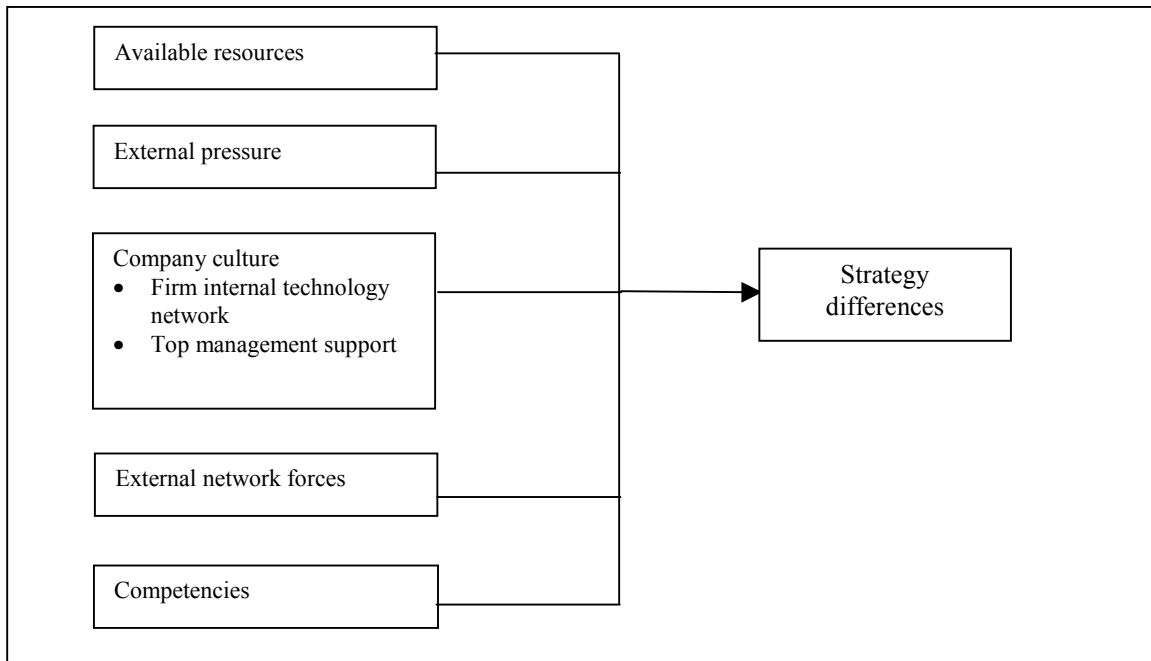 Available resources
External pressure
Company culture
• Firm internal technology
network
• Top management support
External network forces
Competencies
Strategy
differences